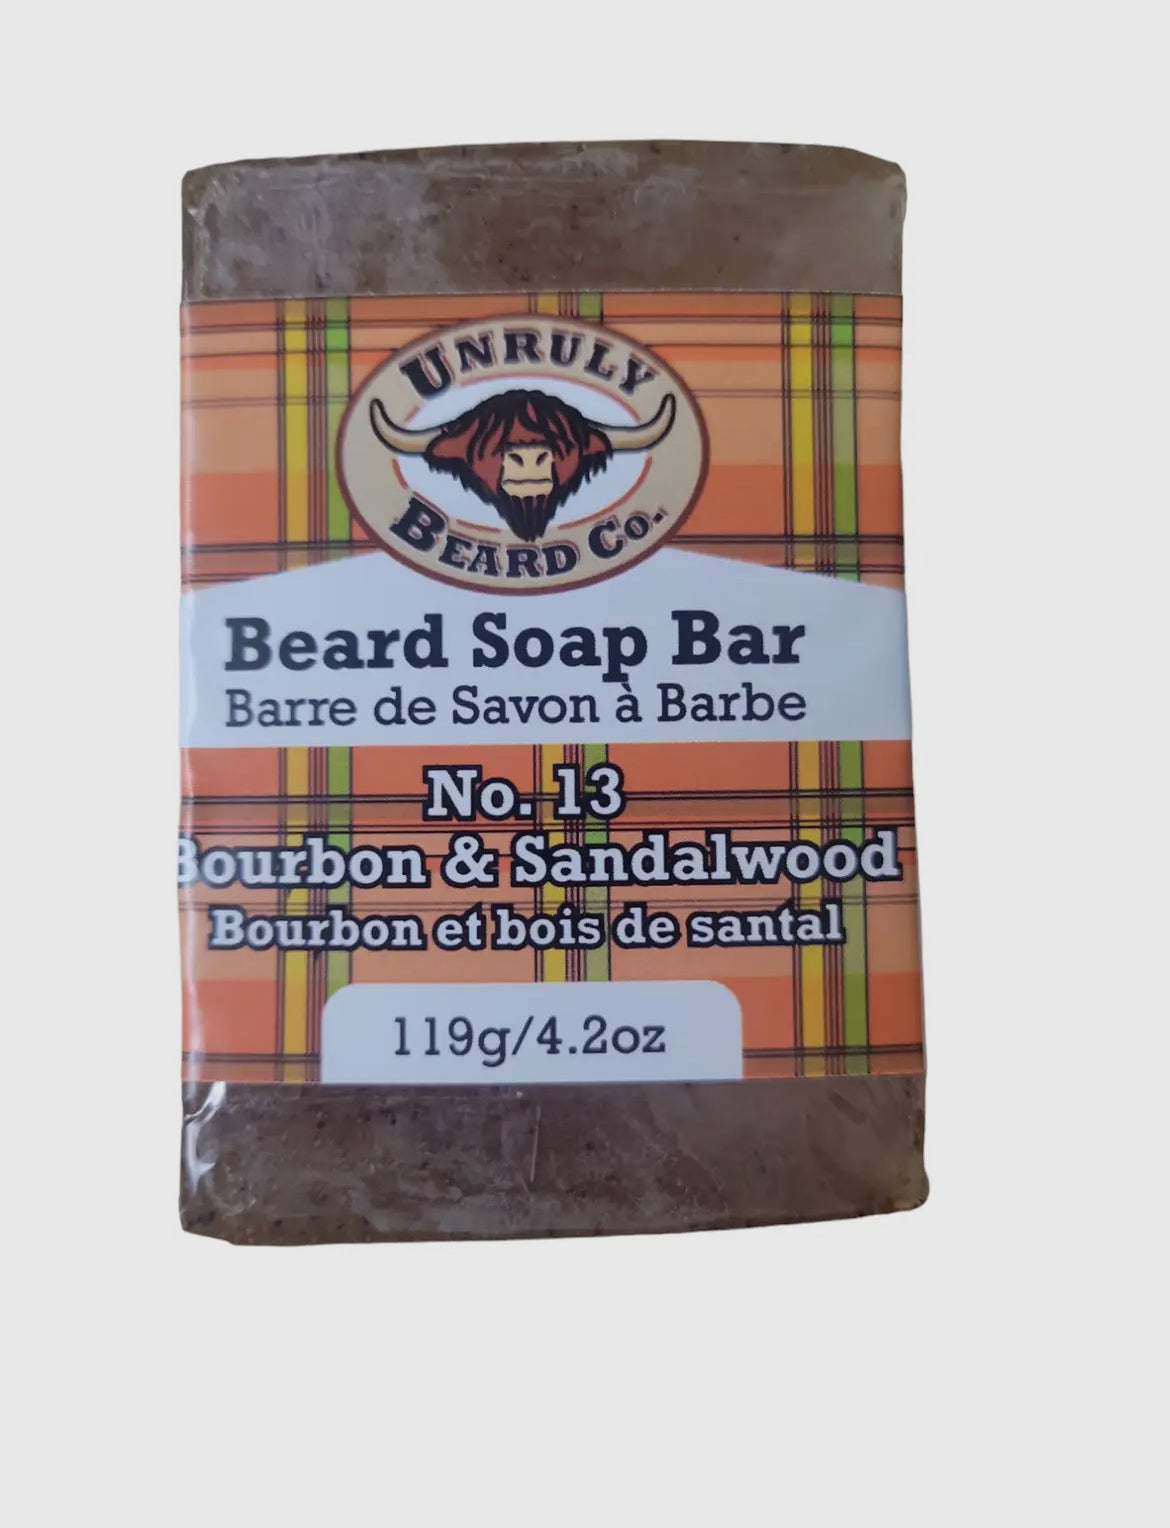 UNRULY
BEARD CO.
Beard Soap Bar
Barre de Savon à Barbe
No. 13
Bourbon & Sandalwood
Bourbon et bois de santal
119g/4.2oz